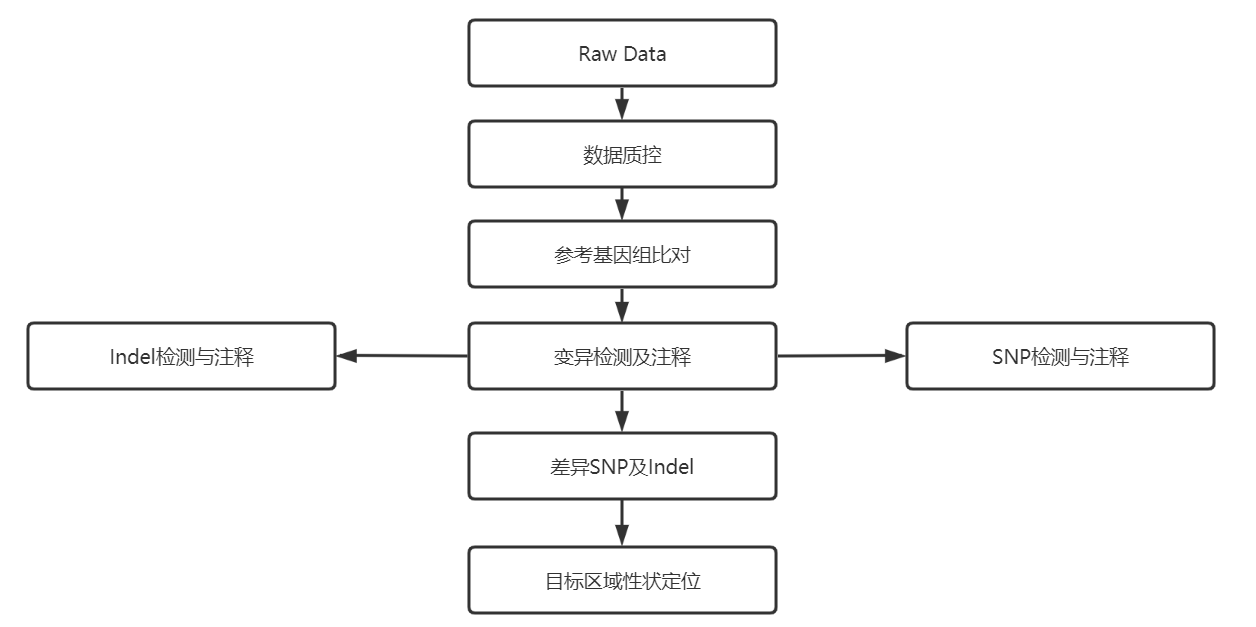 Raw Data
数据质控
参考基因组比对
Indel检测与注释
变异检测及注释
SNP检测与注释
差异SNP及Indel
目标区域性状定位